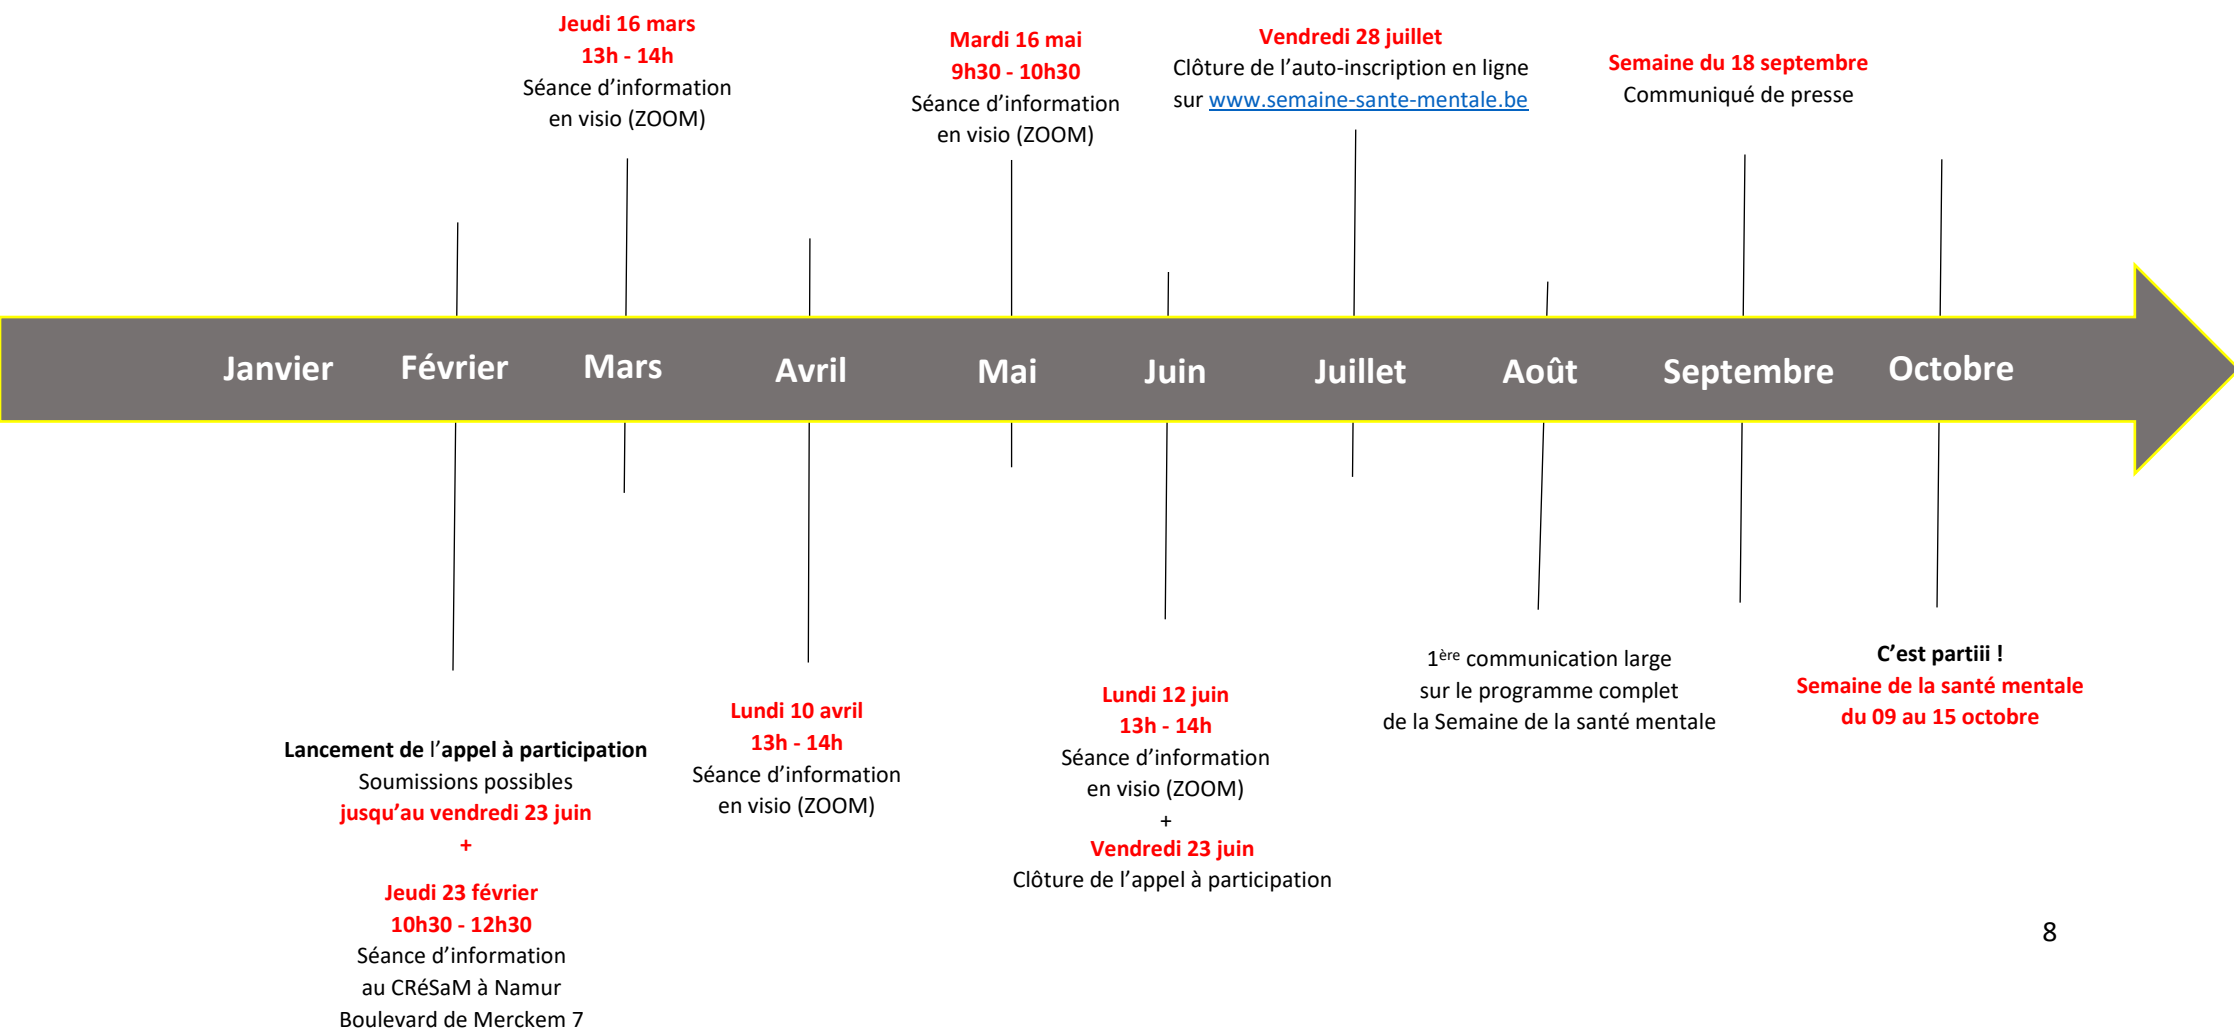 Jeudi 16 mars
13h - 14h
Séance d’information
en visio (ZOOM)
Mardi 16 mai
9h30 - 10h30
Séance d’information
en visio (ZOOM)
Vendredi 28 juillet
Clôture de l’auto-inscription en ligne
sur www.semaine-sante-mentale.be
Semaine du 18 septembre
Communiqué de presse
Janvier Février Mars Avril Mai Juin Juillet Août Septembre Octobre
Lancement de l’appel à participation
Soumissions possibles
jusqu’au vendredi 23 juin
+
Jeudi 23 février
10h30 - 12h30
Séance d’information
au CRéSaM à Namur
Boulevard de Merckem 7
Lundi 10 avril
13h - 14h
Séance d’information
en visio (ZOOM)
Lundi 12 juin
13h - 14h
Séance d’information
en visio (ZOOM)
+
Vendredi 23 juin
Clôture de l’appel à participation
1ère communication large
sur le programme complet
de la Semaine de la santé mentale
C’est partiii !
Semaine de la santé mentale
du 09 au 15 octobre
8